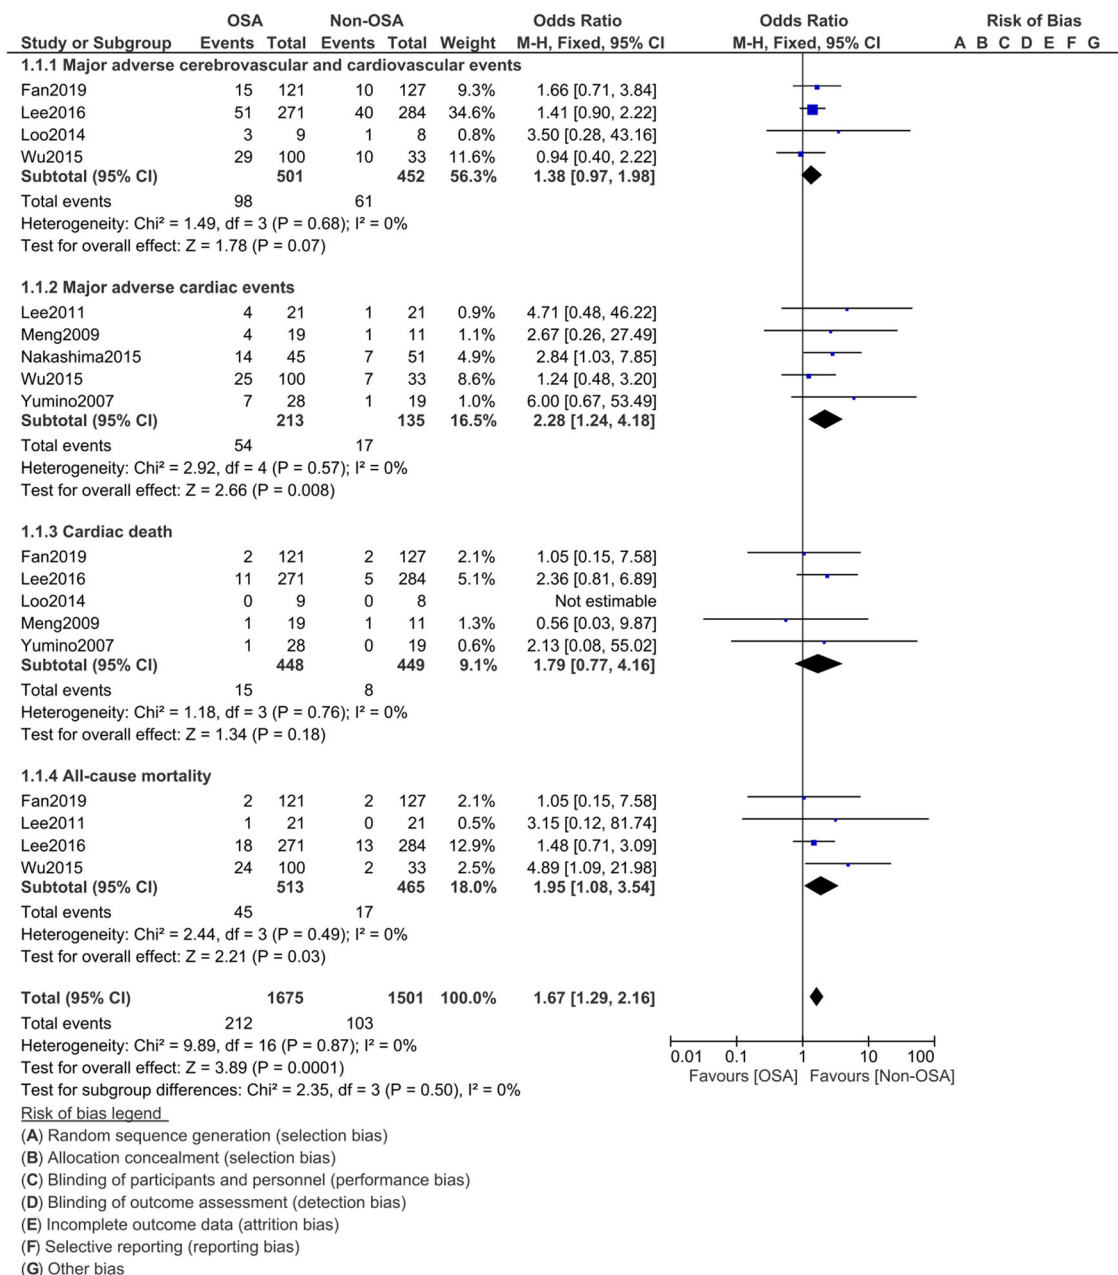 OSA Non-OSA Odds Ratio Odds Ratio Risk of Bias
Study or Subgroup Events Total Events Total Weight M-H, Fixed, 95% CI M-H, Fixed, 95% CI A B C D E F G
1.1.1 Major adverse cerebrovascular and cardiovascular events
Fan2019 15 121 10 127 9.3% 1.66 [0.71, 3.84]
Lee2016 51 271 40 284 34.6% 1.41 [0.90, 2.22]
Loo2014 3 9 1 8 0.8% 3.50 [0.28, 43.16]
Wu2015 29 100 10 33 11.6% 0.94 [0.40, 2.22]
Subtotal (95% CI) 501 452 56.3% 1.38 [0.97, 1.98]
Total events 98 61
Heterogeneity: Chi² = 1.49, df = 3 (P = 0.68); I² = 0%
Test for overall effect: Z = 1.78 (P = 0.07)
1.1.2 Major adverse cardiac events
Lee2011 4 21 1 21 0.9% 4.71 [0.48, 46.22]
Meng2009 4 19 1 11 1.1% 2.67 [0.26, 27.49]
Nakashima2015 14 45 7 51 4.9% 2.84 [1.03, 7.85]
Wu2015 25 100 7 33 8.6% 1.24 [0.48, 3.20]
Yumino2007 7 28 1 19 1.0% 6.00 [0.67, 53.49]
Subtotal (95% CI) 213 135 16.5% 2.28 [1.24, 4.18]
Total events 54 17
Heterogeneity: Chi² = 2.92, df = 4 (P = 0.57); I² = 0%
Test for overall effect: Z = 2.66 (P = 0.008)
1.1.3 Cardiac death
Fan2019 2 121 2 127 2.1% 1.05 [0.15, 7.58]
Lee2016 11 271 5 284 5.1% 2.36 [0.81, 6.89]
Loo2014 0 9 0 8 Not estimable
Meng2009 1 19 1 11 1.3% 0.56 [0.03, 9.87]
Yumino2007 1 28 0 19 0.6% 2.13 [0.08, 55.02]
Subtotal (95% CI) 448 449 9.1% 1.79 [0.77, 4.16]
Total events 15 8
Heterogeneity: Chi² = 1.18, df = 3 (P = 0.76); I² = 0%
Test for overall effect: Z = 1.34 (P = 0.18)
1.1.4 All-cause mortality
Fan2019 2 121 2 127 2.1% 1.05 [0.15, 7.58]
Lee2011 1 21 0 21 0.5% 3.15 [0.12, 81.74]
Lee2016 18 271 13 284 12.9% 1.48 [0.71, 3.09]
Wu2015 24 100 2 33 2.5% 4.89 [1.09, 21.98]
Subtotal (95% CI) 513 465 18.0% 1.95 [1.08, 3.54]
Total events 45 17
Heterogeneity: Chi² = 2.44, df = 3 (P = 0.49); I² = 0%
Test for overall effect: Z = 2.21 (P = 0.03)
Total (95% CI) 1675 1501 100.0% 1.67 [1.29, 2.16]
Total events 212 103
Heterogeneity: Chi² = 9.89, df = 16 (P = 0.87); I² = 0%
Test for overall effect: Z = 3.89 (P = 0.0001)
Test for subgroup differences: Chi² = 2.35, df = 3 (P = 0.50), I² = 0%
0.01 0.1 1 10 100
Favours [OSA] Favours [Non-OSA]
Risk of bias legend
(A) Random sequence generation (selection bias)
(B) Allocation concealment (selection bias)
(C) Blinding of participants and personnel (performance bias)
(D) Blinding of outcome assessment (detection bias)
(E) Incomplete outcome data (attrition bias)
(F) Selective reporting (reporting bias)
(G) Other bias